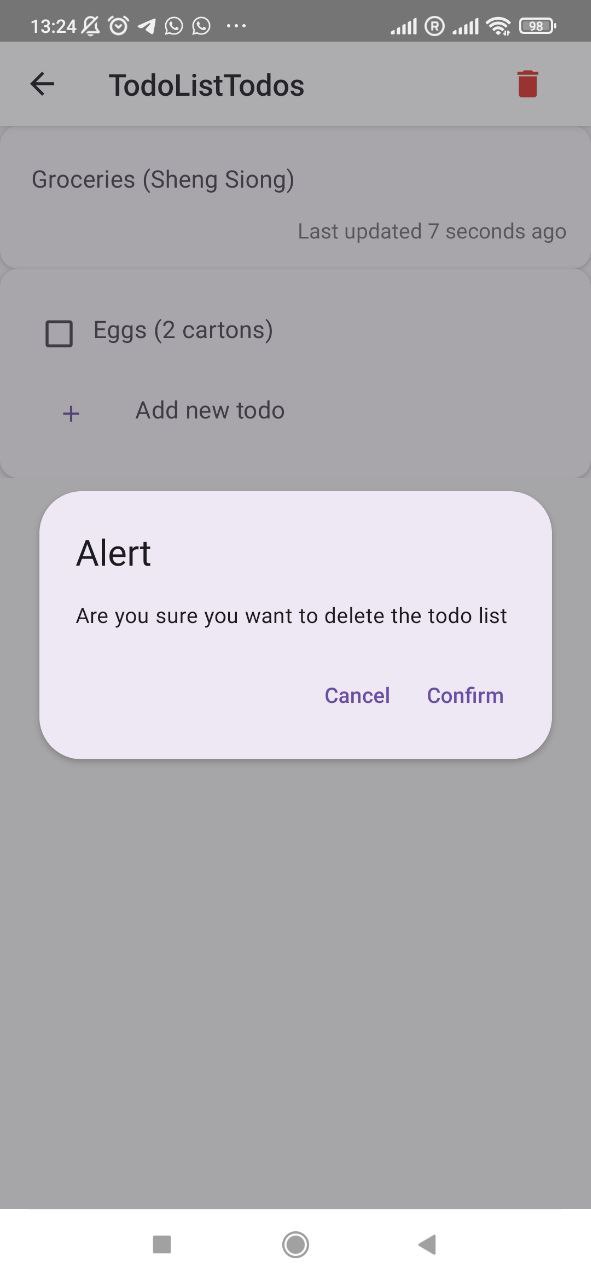 13:24
R
98
TodoListTodos
Groceries (Sheng Siong)
Last updated 7 seconds ago
Eggs (2 cartons)
+ Add new todo
Alert
Are you sure you want to delete the todo list
Cancel Confirm